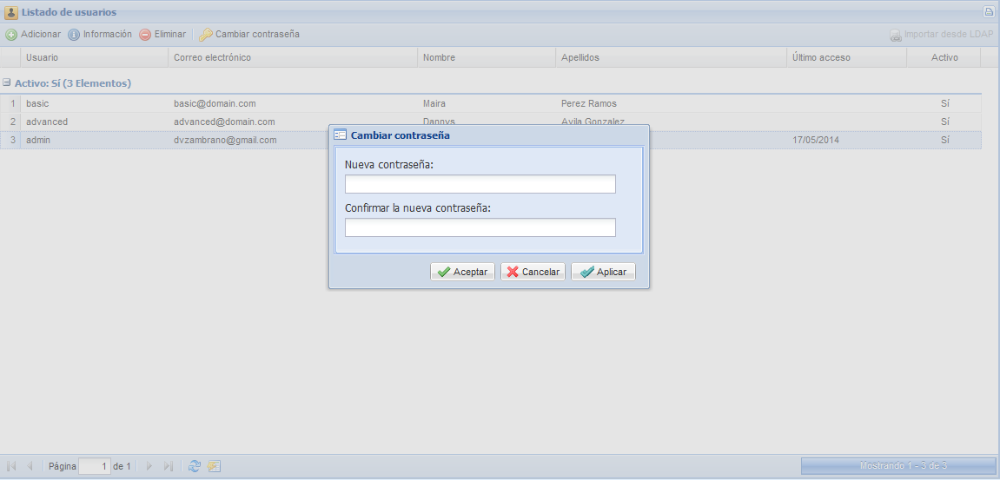 Listado de usuarios
Adicionar Información Eliminar Cambiar contraseña Importar desde LDAP
Usuario Correo electrónico Nombre Apellidos Último acceso Activo
Activo: Sí (3 Elementos)
1 basic basic@domain.com Maira Perez Ramos Sí
2 advanced advanced@domain.com Dannys Avila Gonzalez Sí
3 admin dvzambrano@gmail.com 17/05/2014 Sí
Cambiar contraseña
Nueva contraseña:
Confirmar la nueva contraseña:
Aceptar Cancelar Aplicar
Página 1 de 1 Mostrando 1 - 3 de 3